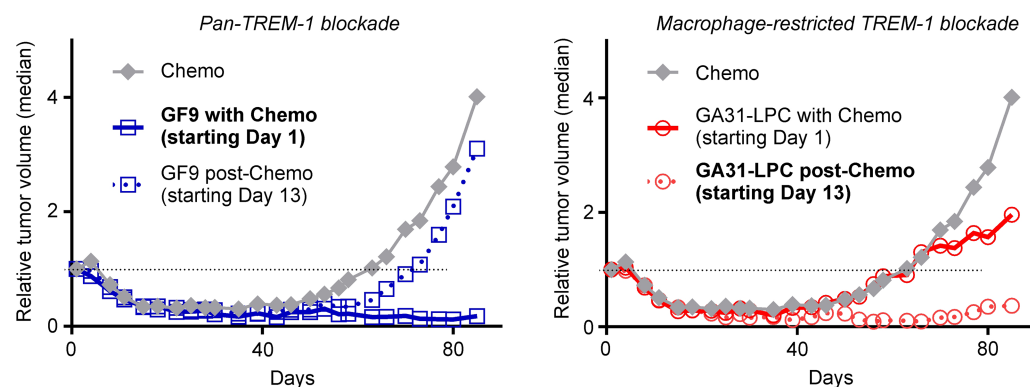 Pan-TREM-1 blockade
Relative tumor volume (median)
4
2
0
0
40
80
Days
Chemo
GF9 with Chemo
(starting Day 1)
GF9 post-Chemo
(starting Day 13)
Macrophage-restricted TREM-1 blockade
Relative tumor volume (median)
4
2
0
0
40
80
Days
Chemo
GA31-LPC with Chemo
(starting Day 1)
GA31-LPC post-Chemo
(starting Day 13)